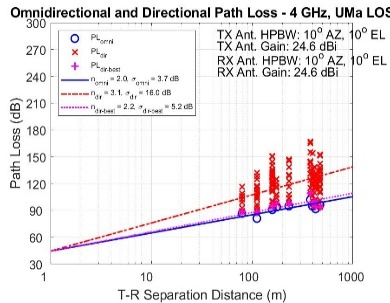 Omnidirectional and Directional Path Loss - 4 GHz, UMa LOS
TX Ant. HPBW: 10° AZ, 10° EL
TX Ant. Gain: 24.6 dB
RX Ant. HPBW: 10° AZ, 10° EL
RX Ant. Gain: 24.6 dBi
PL_omni
PL_dir
PL_dir-best
n_omni = 2.0, σ_omni = 3.7 dB
n_dir = 3.1, σ_dir = 16.0 dB
n_dir-best = 2.2, σ_dir-best = 5.2 dB
Path Loss (dB)
300
270
240
210
180
150
120
90
60
30
1
10
100
1000
T-R Separation Distance (m)